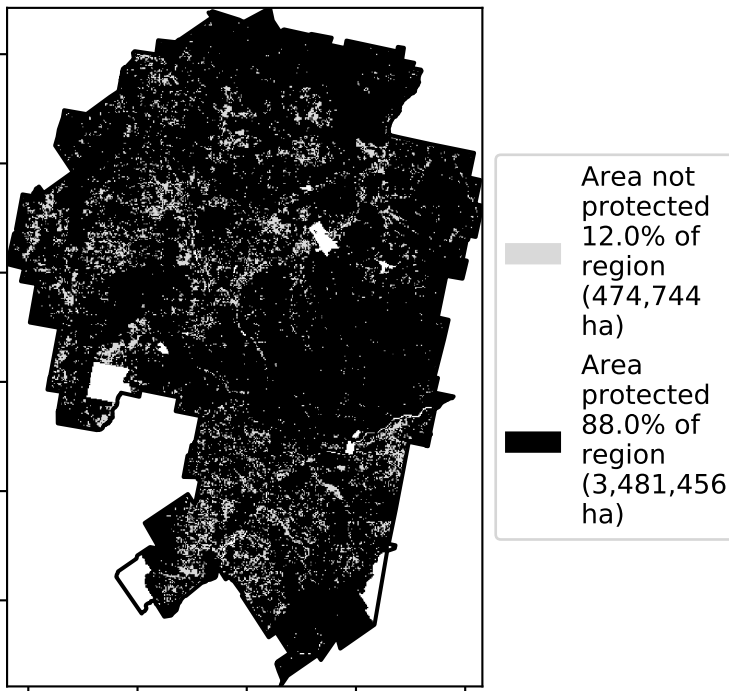 Area not
protected
12.0% of
region
(474,744
ha)
Area
protected
88.0% of
region
(3,481,456
ha)